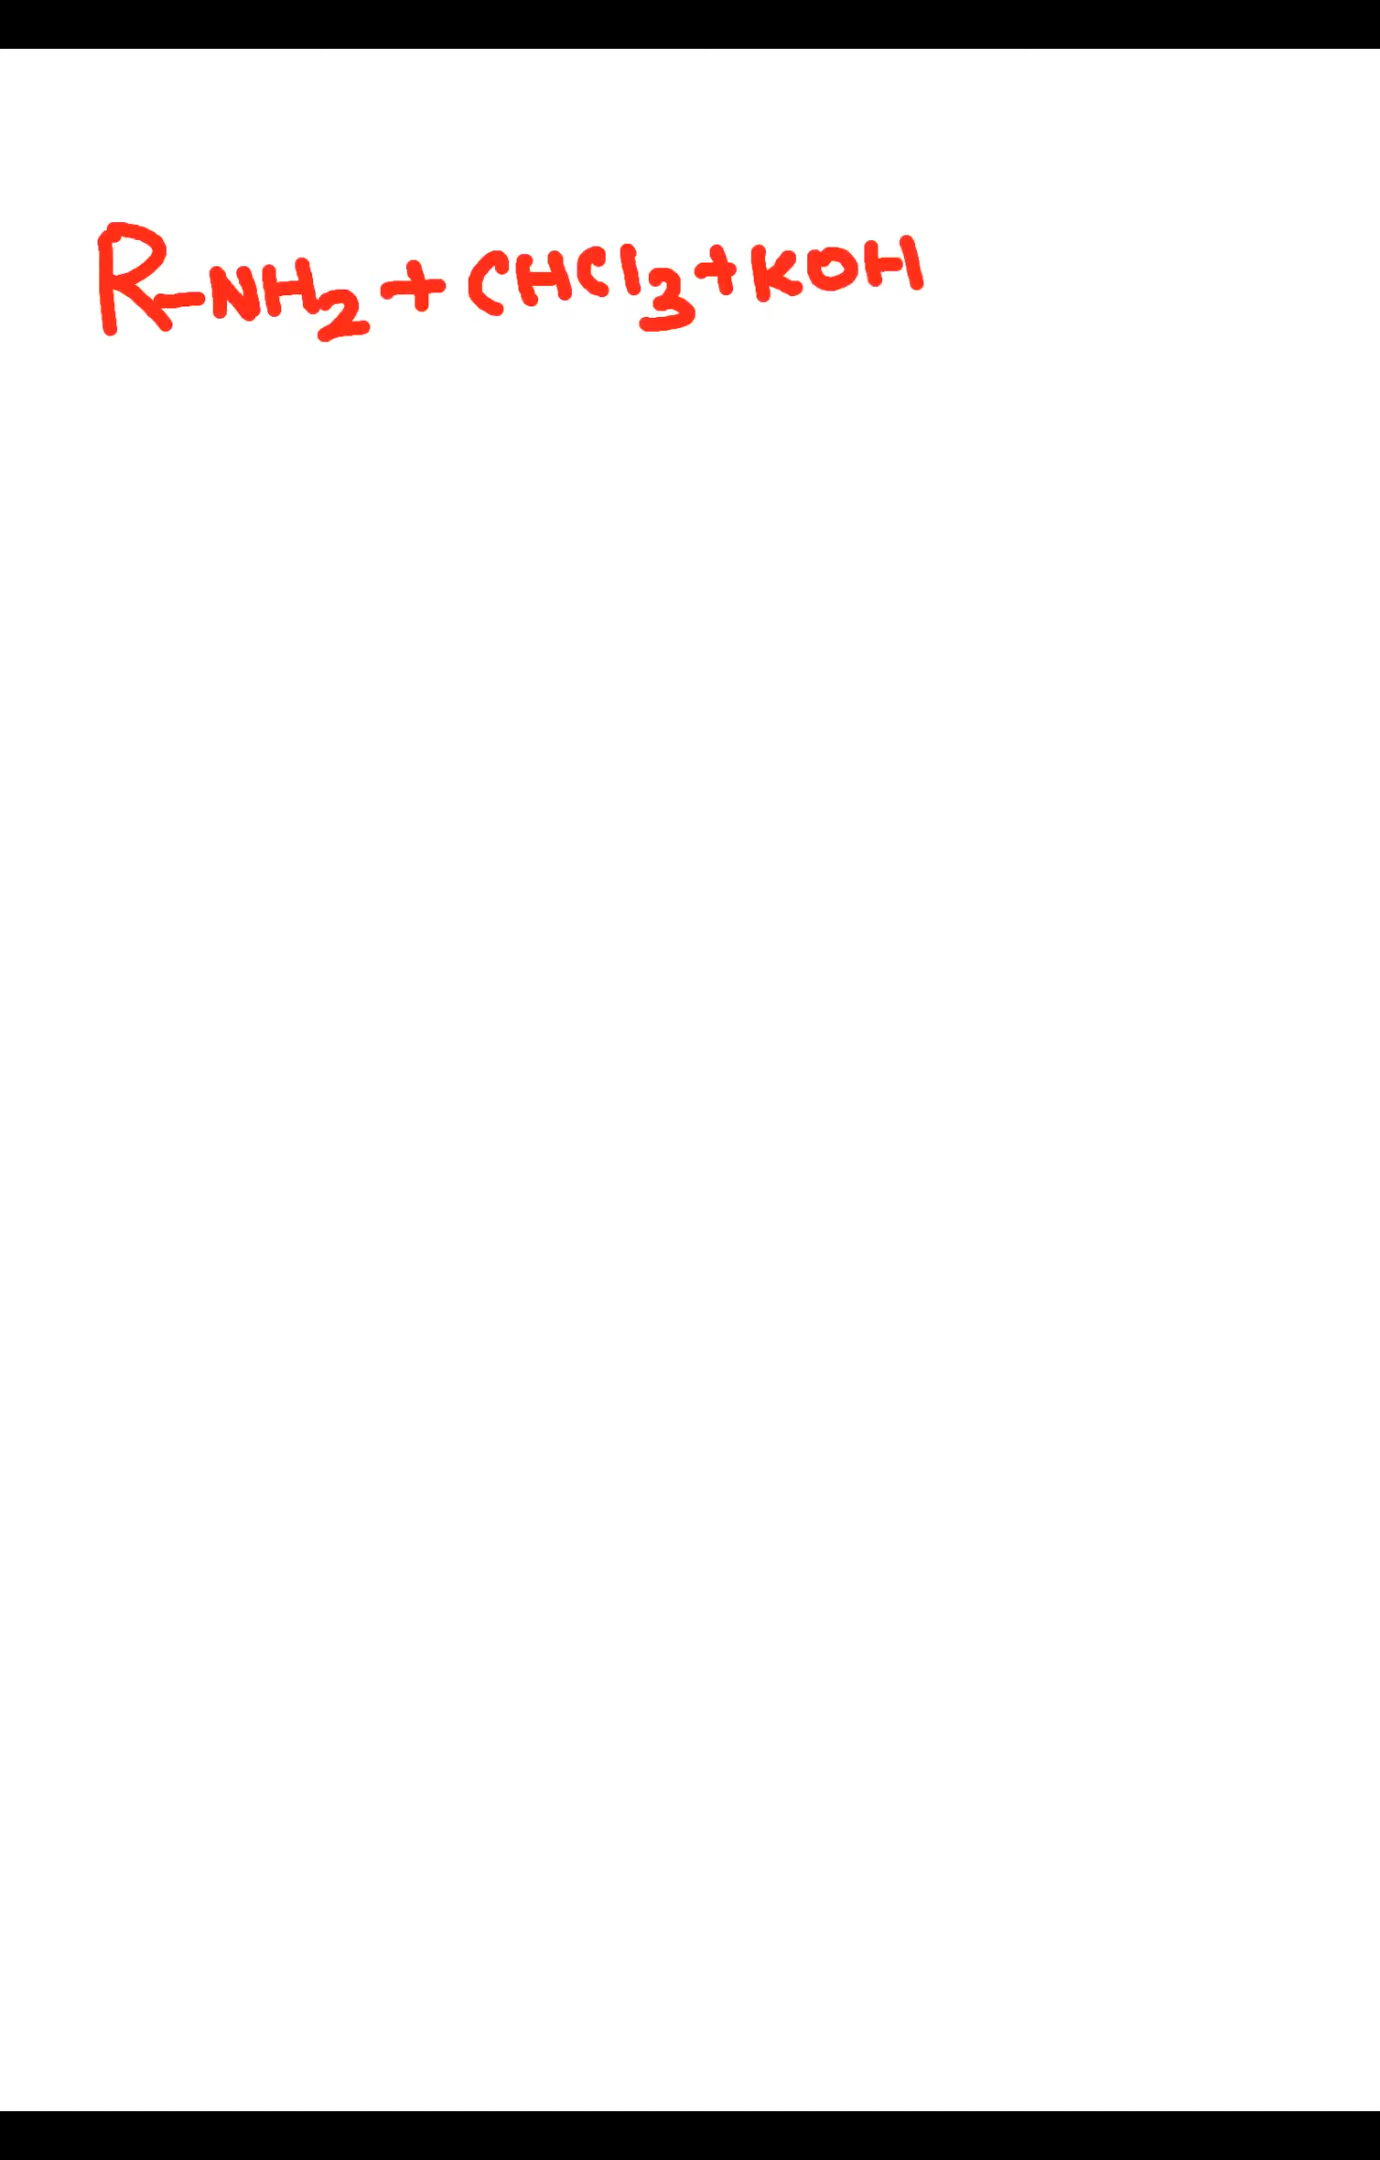 R-NH₂ + CHCl₃ + KOH